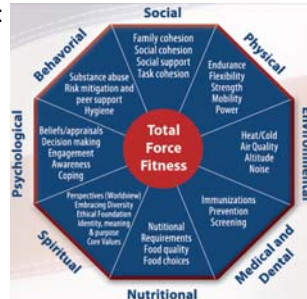 :
Social
Family cohesion
Social cohesion
Social support
Task cohesion
Physical
Endurance
Flexibility
Strength
Mobility
Power
Environment
Heat/Cold
Air Quality
Altitude
Noise
Medical and
Dental
Immunizations
Prevention
Screening
Nutritional
Nutitional
Requirements
Food quality
Food choices
Spiritual
Perspectives (Worldview)
Embracing Diversity
Ethical Foundation
Identity, meaning
& purpose
Core Values
Psychological
Beliefs/appraisals
Decision making
Engagement
Awareness
Coping
Behavorial
Substance abuse
Risk mitigation and
peer support
Hygiene
Total
Force
Fitness